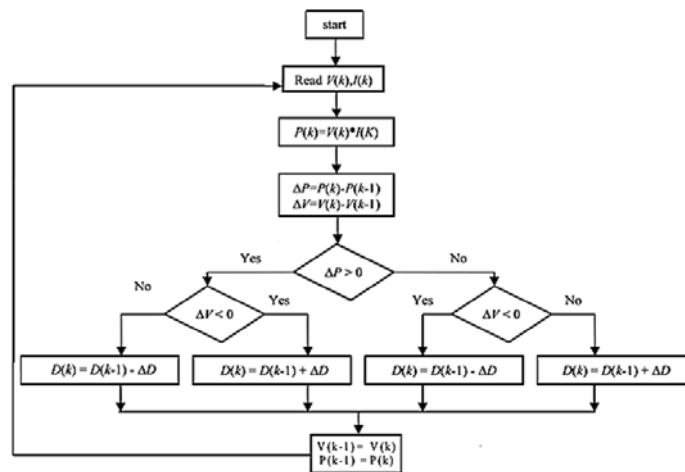 start
Read V(k),I(k)
P(k)=V(k)*I(K)
ΔP=P(k)-P(k-1)
ΔV=V(k)-V(k-1)
Yes
ΔP > 0
No
No
ΔV < 0
Yes
Yes
ΔV < 0
No
D(k) = D(k-1) - ΔD
D(k) = D(k-1) + ΔD
D(k) = D(k-1) - ΔD
D(k) = D(k-1) + ΔD
V(k-1) = V(k)
P(k-1) = P(k)